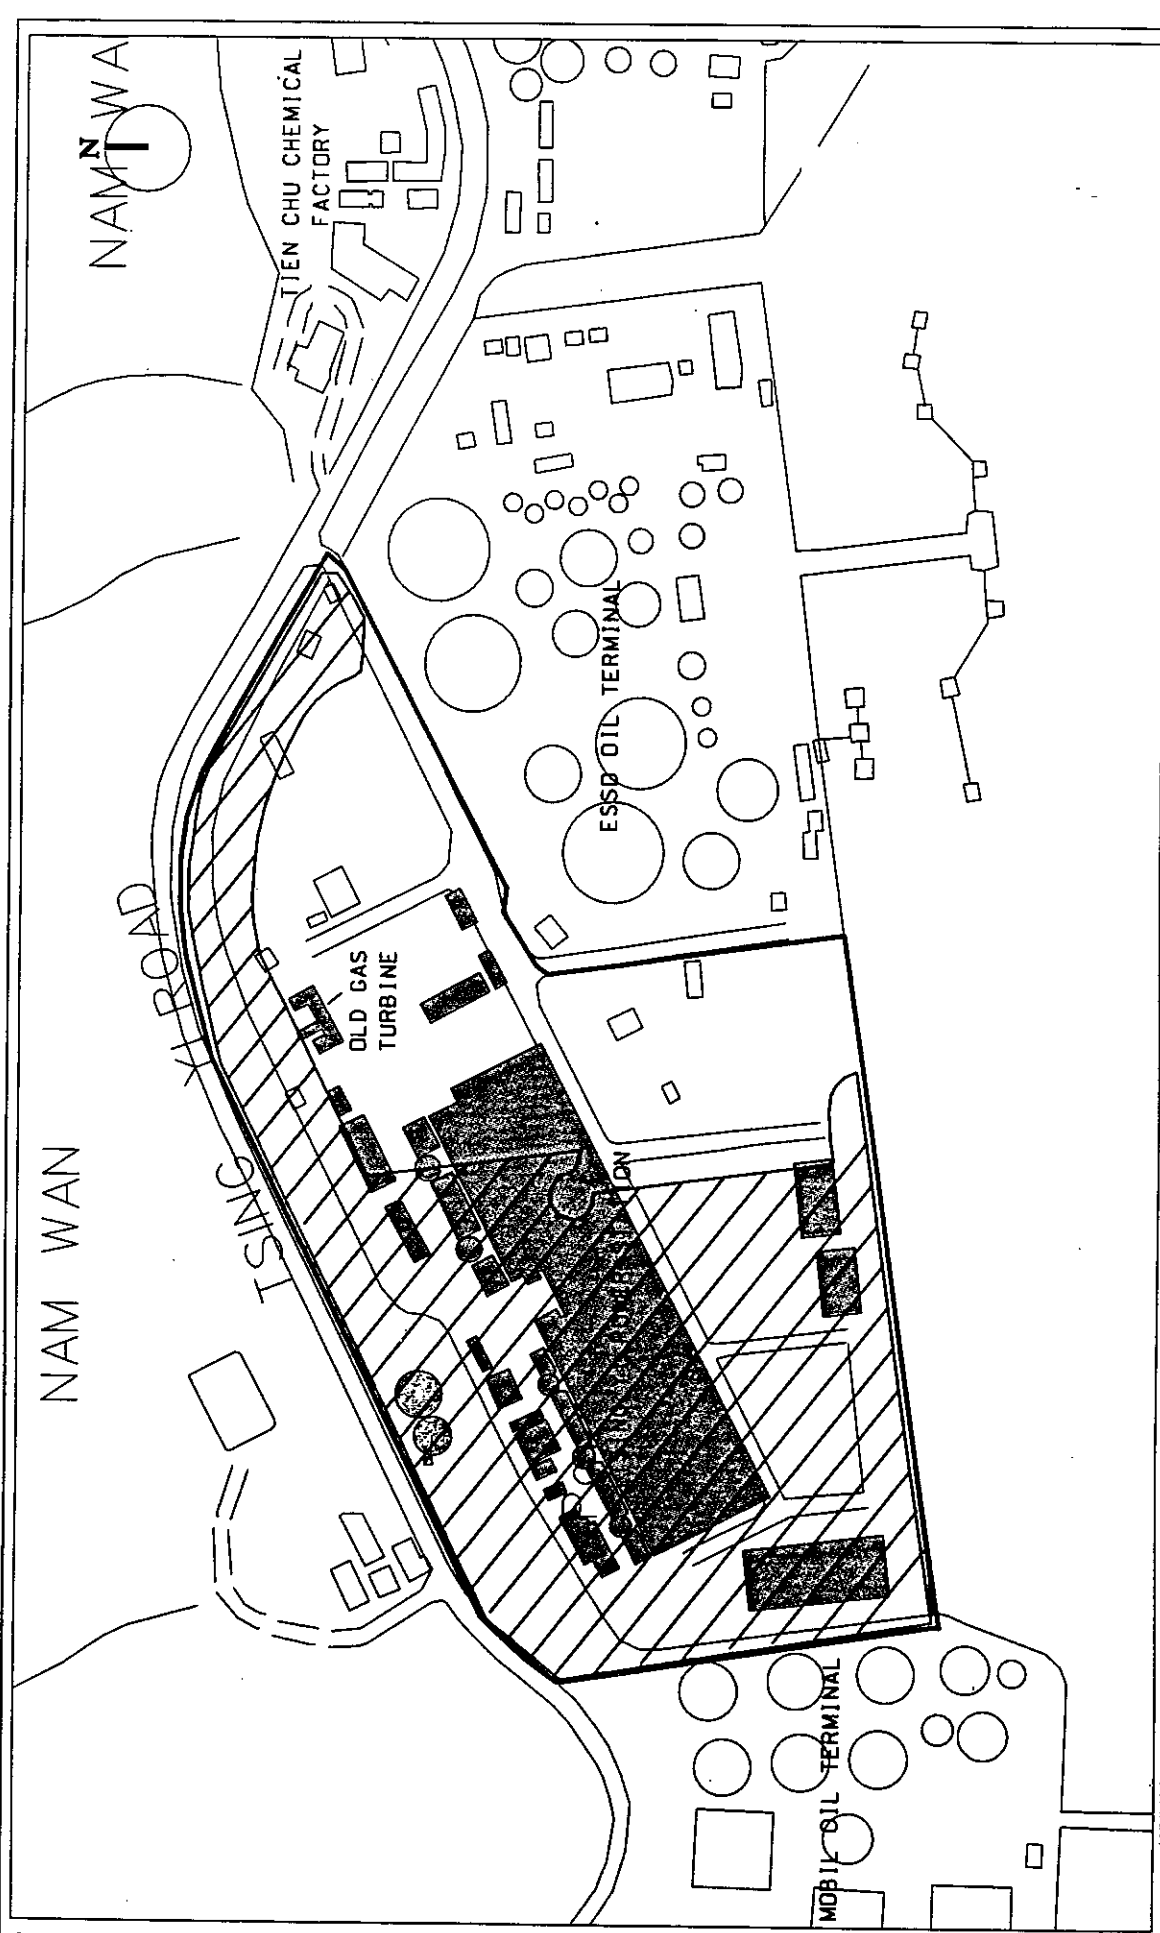 NAM WA
N
TIEN CHU CHEMICAL
FACTORY
NAM WAN
TSING YI ROAD
OLD GAS
TURBINE
ESSO OIL TERMINAL
MOBIL OIL TERMINAL